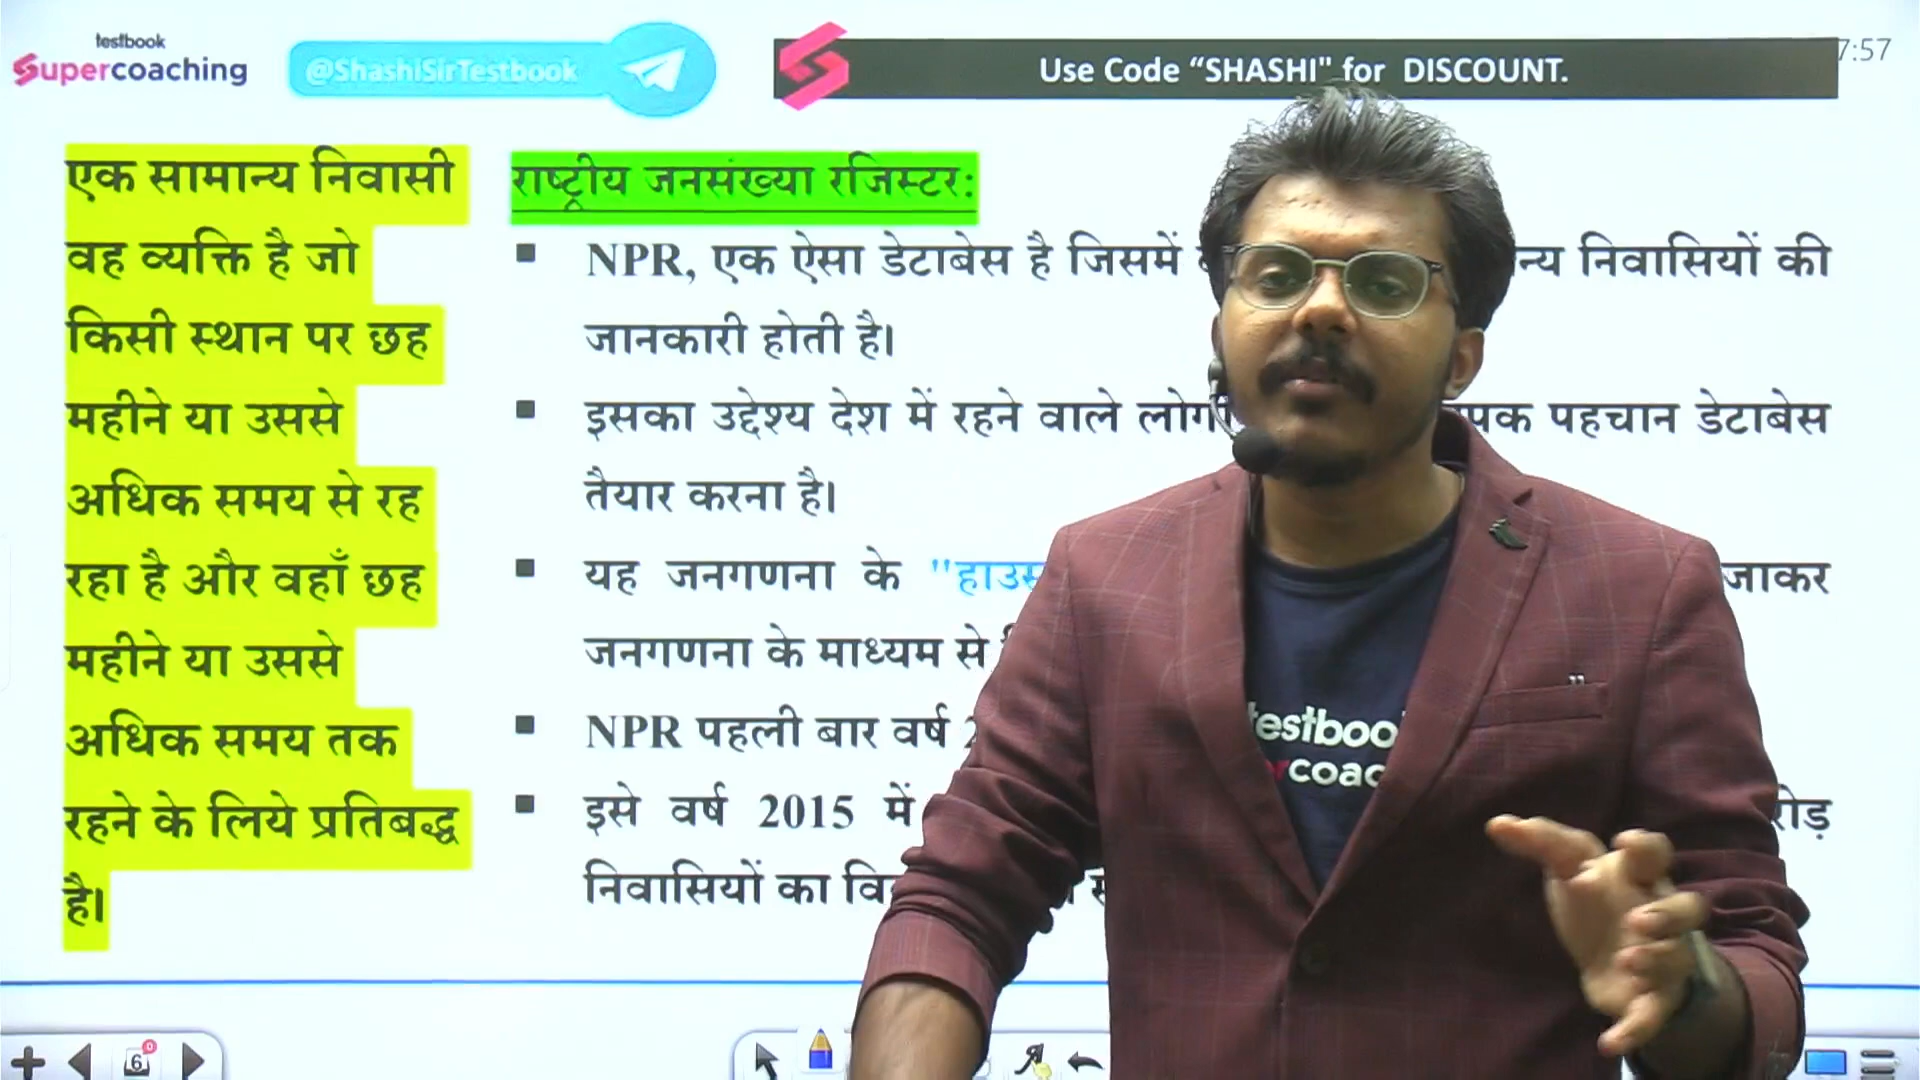 testbook
Supercoaching
@ShashiSirTestbook
Use Code “SHASHI" for DISCOUNT.
7:57
एक सामान्य निवासी
वह व्यक्ति है जो
किसी स्थान पर छह
महीने या उससे
अधिक समय से रह
रहा है और वहाँ छह
महीने या उससे
अधिक समय तक
रहने के लिये प्रतिबद्ध
है।
राष्ट्रीय जनसंख्या रजिस्टर:
▪ NPR, एक ऐसा डेटाबेस है जिसमें निवासियों की
जानकारी होती है।
▪ इसका उद्देश्य देश में रहने वाले पहचान डेटाबेस
तैयार करना है।
▪ यह जनगणना के जाकर
जनगणना के माध्यम से
▪ NPR पहली बार वर्ष
▪ इसे वर्ष 2015 में
निवासियों का
testboo
coac
6
0